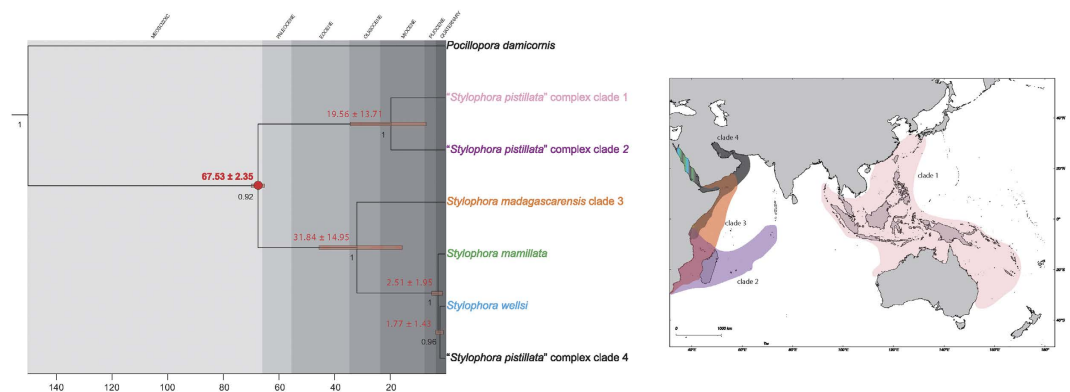 MESOZOIC
PALEOCENE
EOCENE
OLIGOCENE
MIOCENE
PLIOCENE
QUATERNARY
Pocillopora damicornis
"Stylophora pistillata" complex clade 1
19.56 ± 13.71
1
1
"Stylophora pistillata" complex clade 2
67.53 ± 2.35
0.92
Stylophora madagascarensis clade 3
31.84 ± 14.95
1
Stylophora mamillata
2.51 ± 1.95
1
Stylophora wellsi
1.77 ± 1.43
0.96
"Stylophora pistillata" complex clade 4
140 120 100 80 60 40 20
clade 4
clade 1
clade 3
clade 2
0 1000 km